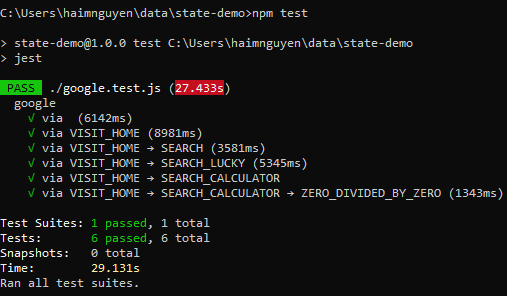 C:\Users\haimnguyen\data\state-demo>npm test
> state-demo@1.0.0 test C:\Users\haimnguyen\data\state-demo
> jest
PASS ./google.test.js (27.433s)
google
√ via  (6142ms)
√ via VISIT_HOME (8981ms)
√ via VISIT_HOME → SEARCH (3581ms)
√ via VISIT_HOME → SEARCH_LUCKY (5345ms)
√ via VISIT_HOME → SEARCH_CALCULATOR
√ via VISIT_HOME → SEARCH_CALCULATOR → ZERO_DIVIDED_BY_ZERO (1343ms)
Test Suites: 1 passed, 1 total
Tests:       6 passed, 6 total
Snapshots:   0 total
Time:        29.131s
Ran all test suites.